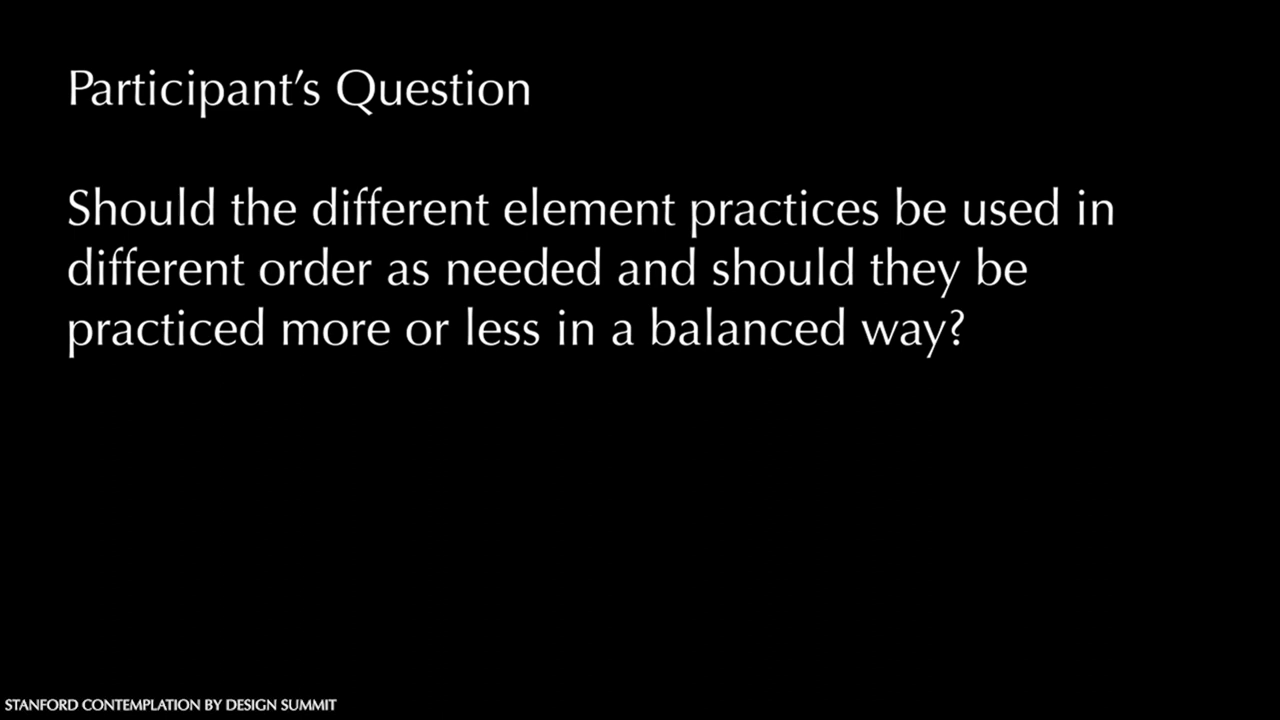 Participant’s Question
Should the different element practices be used in
different order as needed and should they be
practiced more or less in a balanced way?
STANFORD CONTEMPLATION BY DESIGN SUMMIT